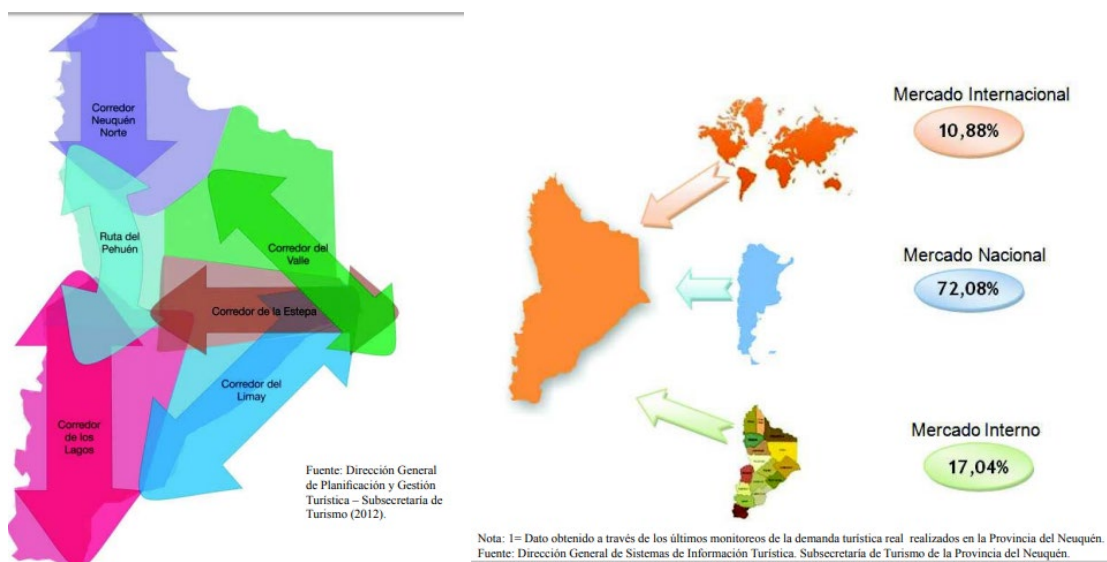 Corredor
Neuquén
Norte
Ruta del
Pehuén
Corredor del
Valle
Corredor de la Estepa
Corredor del
Limay
Corredor
de los
Lagos
Fuente: Dirección General
de Planificación y Gestión
Turística – Subsecretaría de
Turismo (2012).
Mercado Internacional
10,88%
Mercado Nacional
72,08%
Mercado Interno
17,04%
Nota: 1= Dato obtenido a través de los últimos monitoreos de la demanda turística real realizados en la Provincia del Neuquén.
Fuente: Dirección General de Sistemas de Información Turística. Subsecretaría de Turismo de la Provincia del Neuquén.